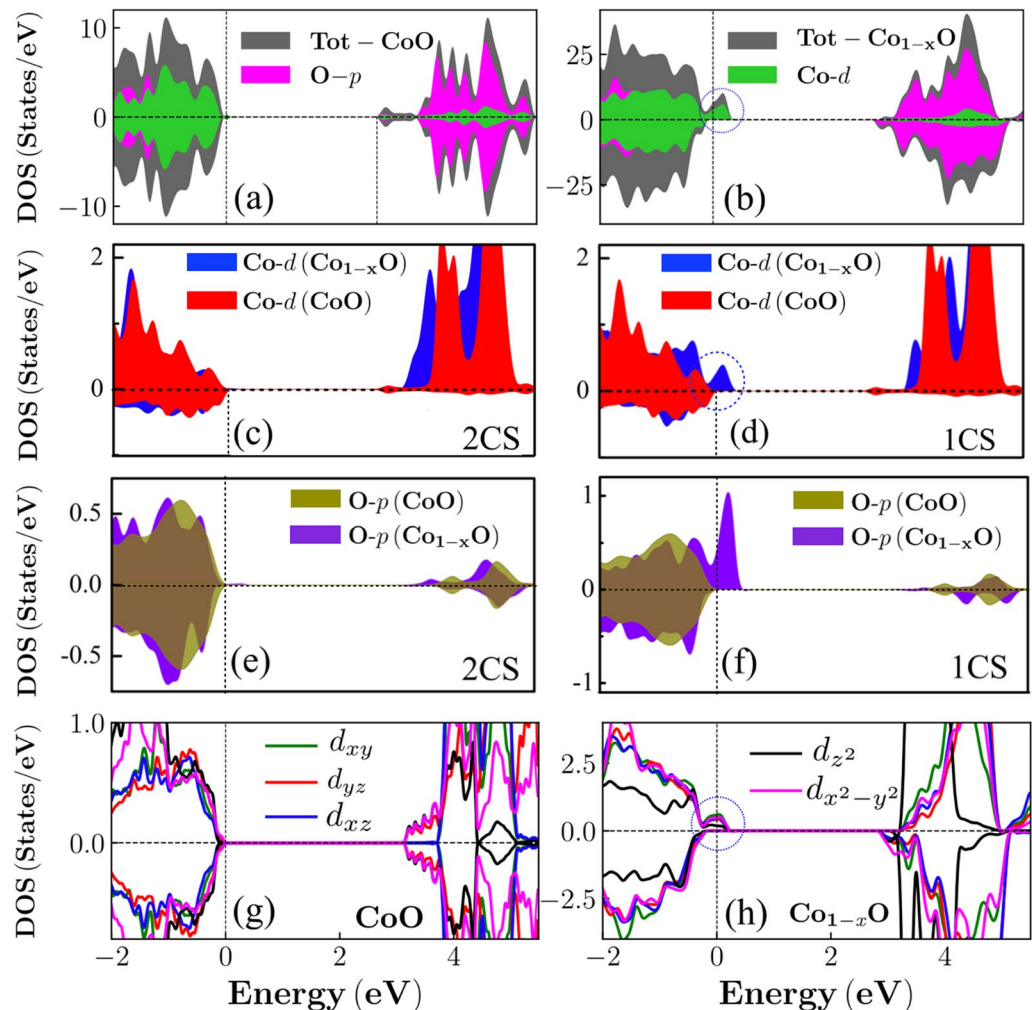 DOS (States/eV)
10
5
0
−5
−10
Tot − CoO
O−p
(a)
25
0
−25
Tot − Co1−xO
Co-d
(b)
DOS (States/eV)
2
0
Co-d (Co1−xO)
Co-d (CoO)
(c)
2CS
2
0
Co-d (Co1−xO)
Co-d (CoO)
(d)
1CS
DOS (States/eV)
0.5
0.0
-0.5
O-p (CoO)
O-p (Co1−xO)
(e)
2CS
1
0
-1
O-p (CoO)
O-p (Co1−xO)
(f)
1CS
DOS (States/eV)
1.0
0.0
dxy
dyz
dxz
(g)
CoO
−2
0
2
4
Energy (eV)
2.5
0.0
−2.5
dz2
dx2−y2
(h)
Co1−xO
−2
0
2
4
Energy (eV)